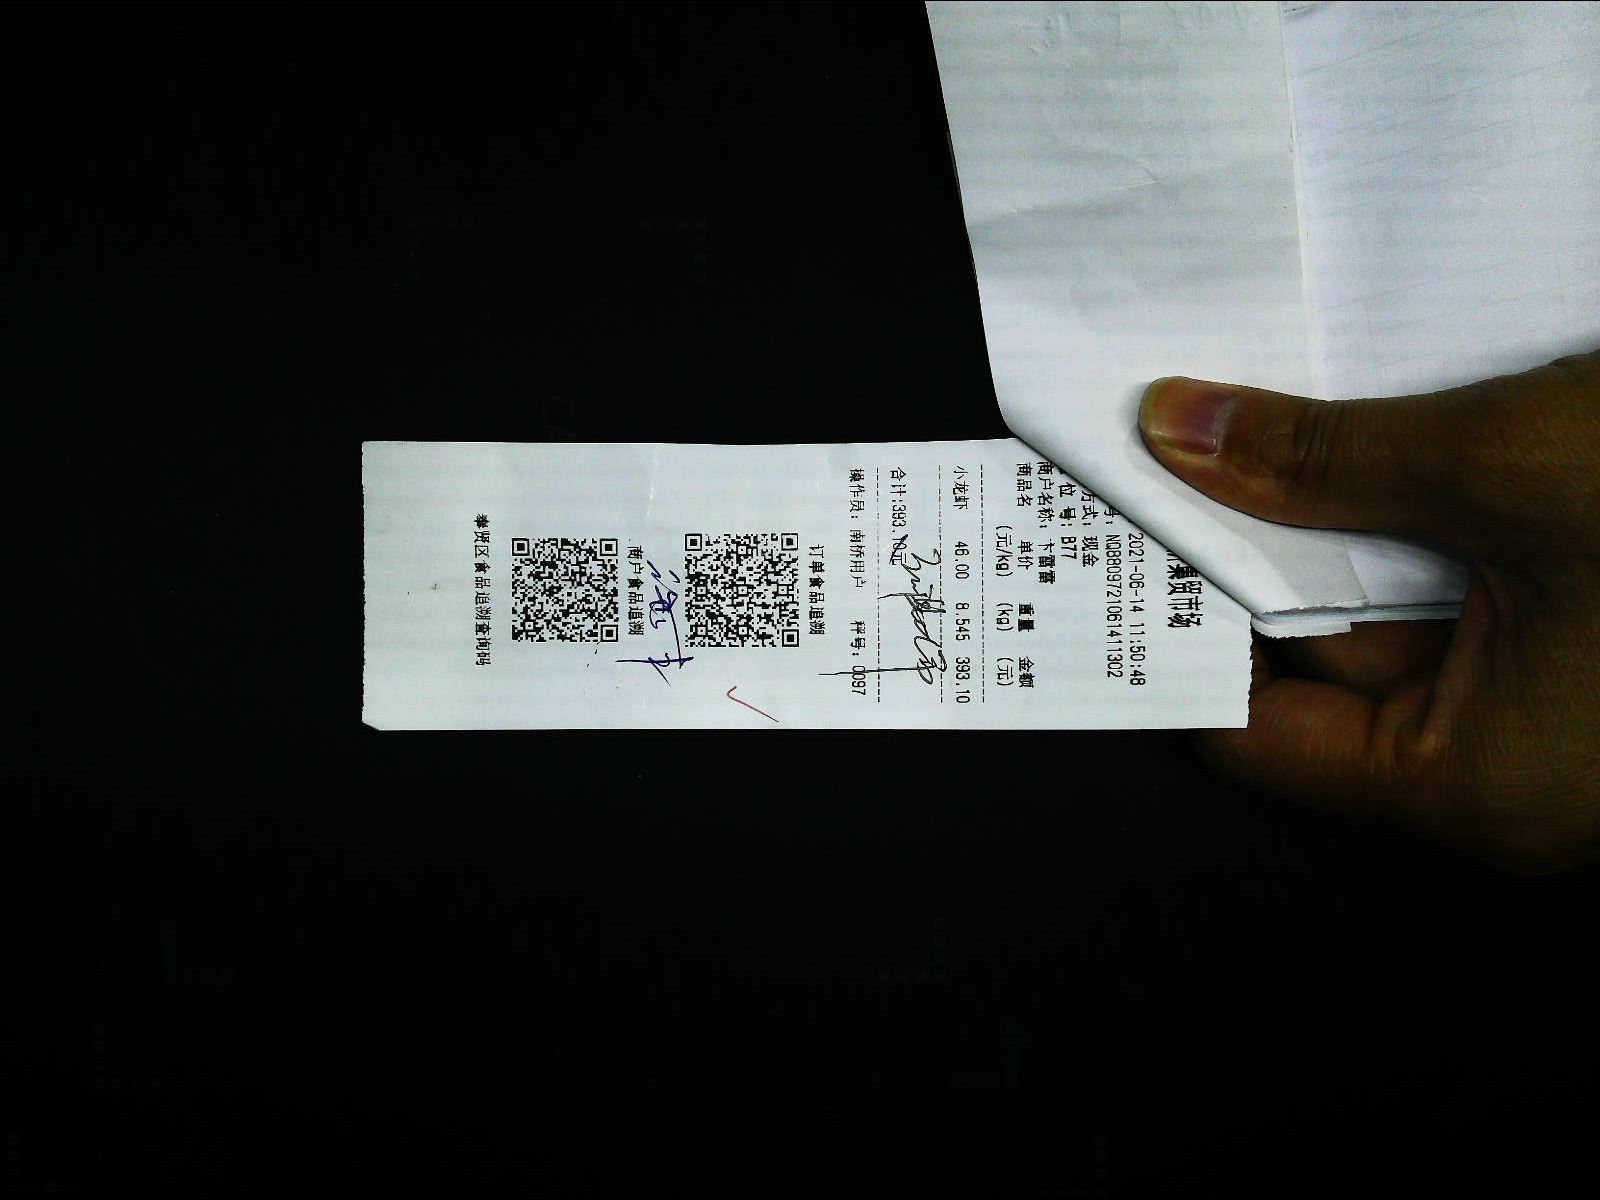 集贸市场
2021-06-14 11:50:48
号: NQB809721061411302
方式: 现金
位 号: B77
商户名称: 卞雷雷
商品名 单价 重量 金额
(元/kg) (kg) (元)
小龙虾 46.00 8.545 393.10
合计:393.10元
操作员: 南桥用户 秤号: 0097
订单食品追溯
商户食品追溯
奉贤区食品追溯查询码